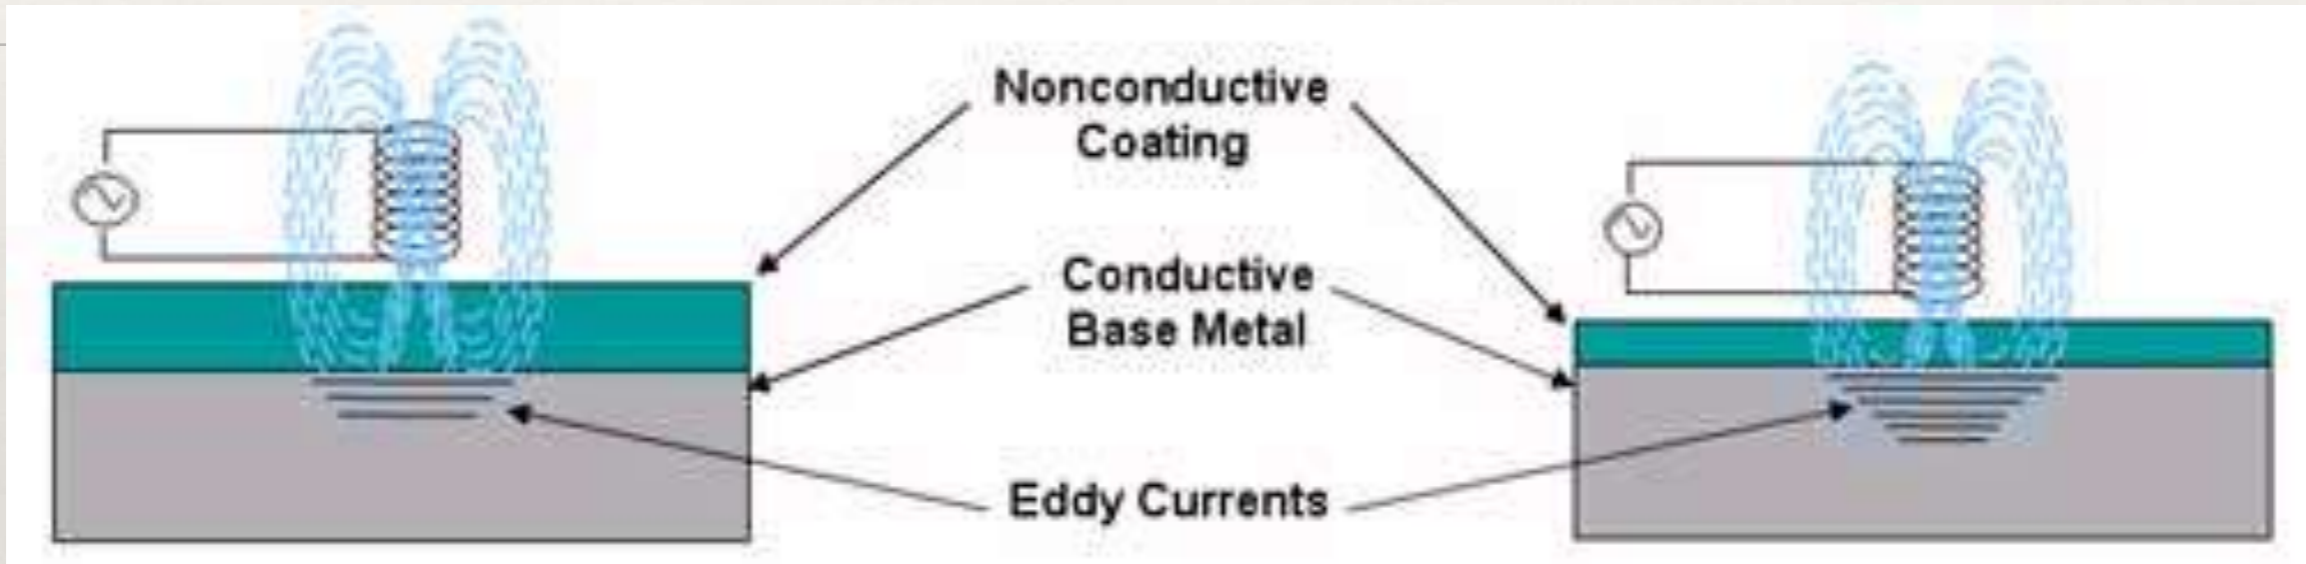 Nonconductive
Coating
Conductive
Base Metal
Eddy Currents